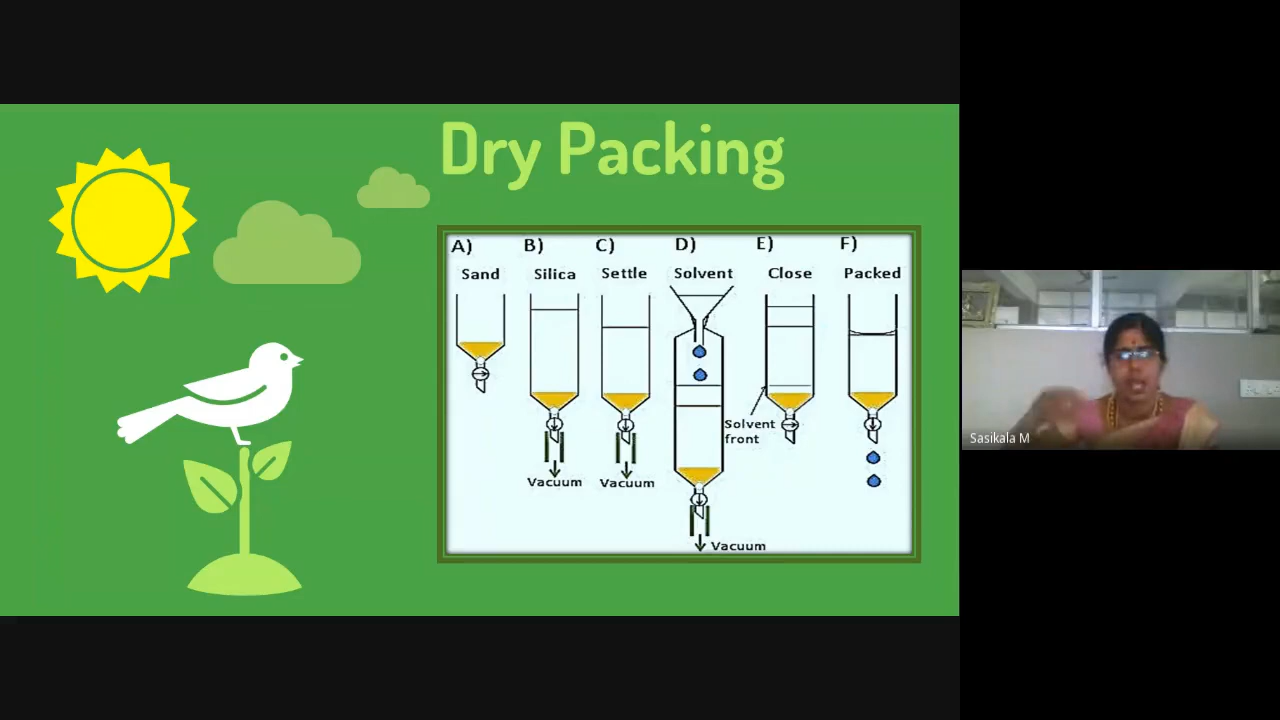 Dry Packing
A) B) C) D) E) F)
Sand Silica Settle Solvent Close Packed
Solvent
front
Vacuum Vacuum
Vacuum
Sasikala M